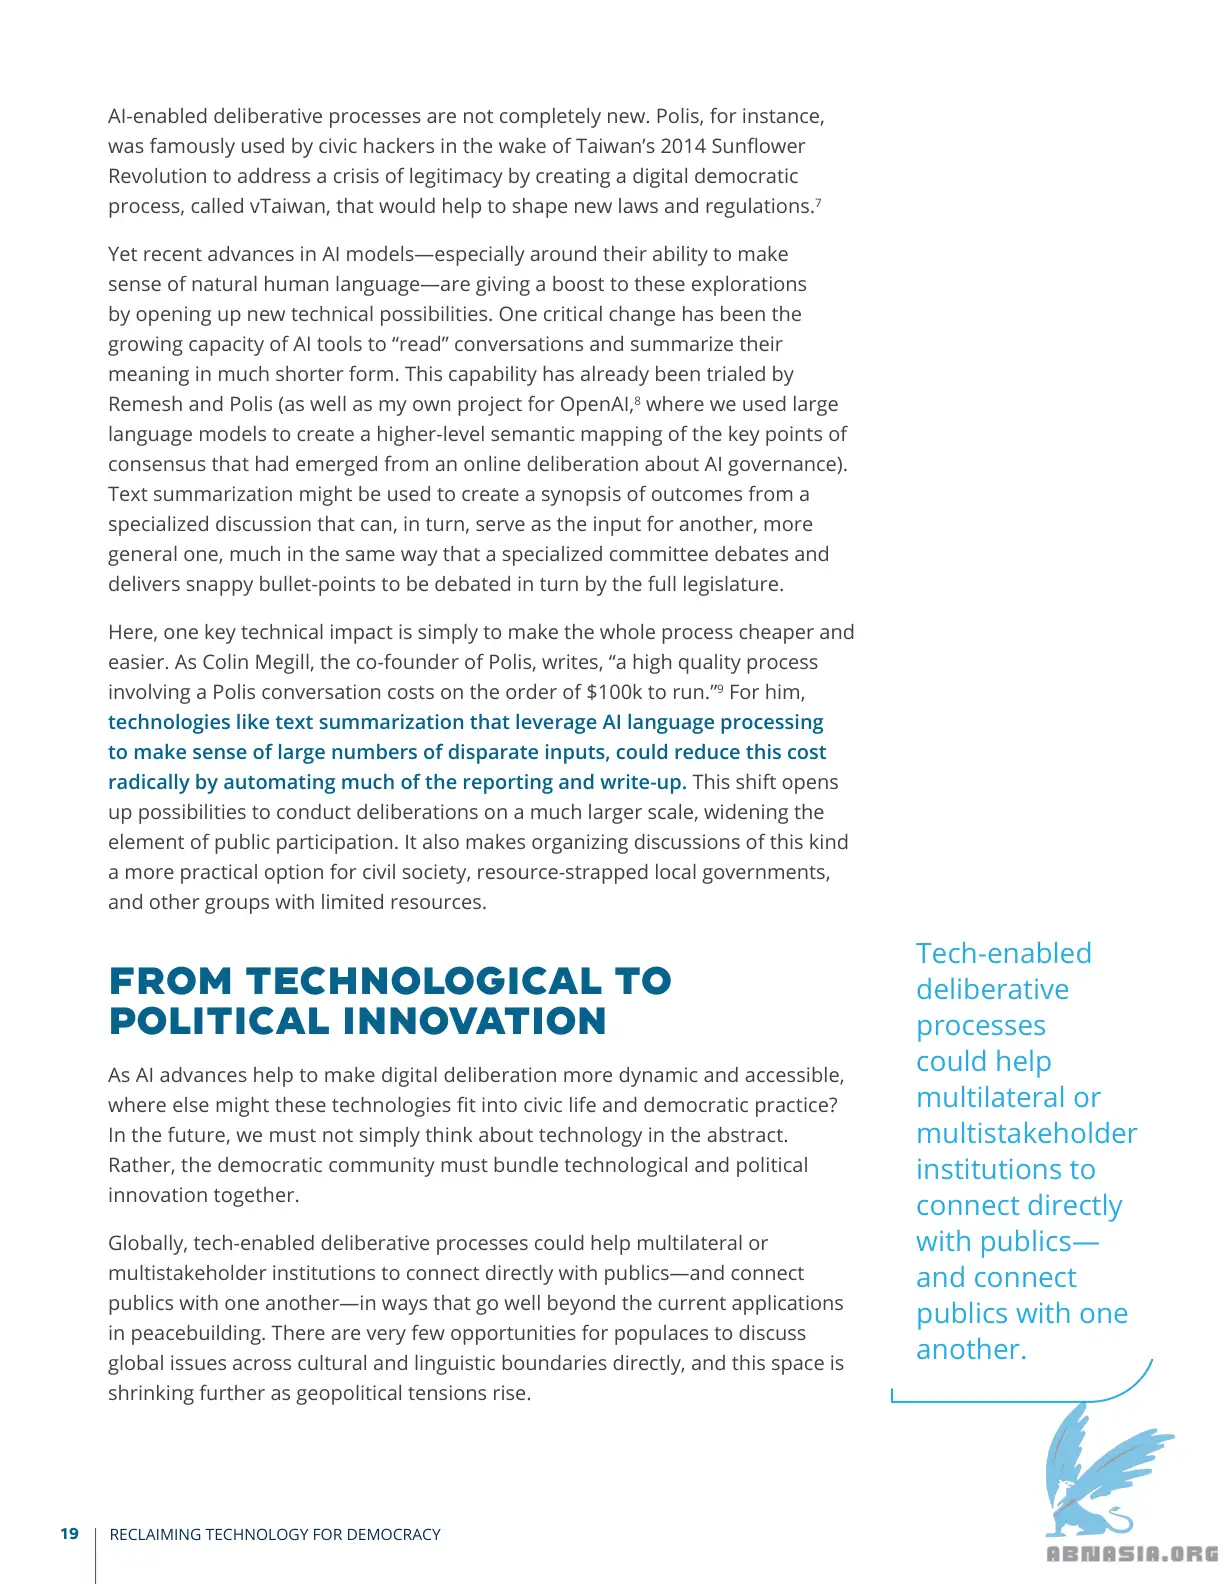 AI-enabled deliberative processes are not completely new. Polis, for instance,
was famously used by civic hackers in the wake of Taiwan’s 2014 Sunflower
Revolution to address a crisis of legitimacy by creating a digital democratic
process, called vTaiwan, that would help to shape new laws and regulations.⁷
Yet recent advances in AI models—especially around their ability to make
sense of natural human language—are giving a boost to these explorations
by opening up new technical possibilities. One critical change has been the
growing capacity of AI tools to “read” conversations and summarize their
meaning in much shorter form. This capability has already been trialed by
Remesh and Polis (as well as my own project for OpenAI,⁸ where we used large
language models to create a higher-level semantic mapping of the key points of
consensus that had emerged from an online deliberation about AI governance).
Text summarization might be used to create a synopsis of outcomes from a
specialized discussion that can, in turn, serve as the input for another, more
general one, much in the same way that a specialized committee debates and
delivers snappy bullet-points to be debated in turn by the full legislature.
Here, one key technical impact is simply to make the whole process cheaper and
easier. As Colin Megill, the co-founder of Polis, writes, “a high quality process
involving a Polis conversation costs on the order of $100k to run.”⁹ For him,
technologies like text summarization that leverage AI language processing
to make sense of large numbers of disparate inputs, could reduce this cost
radically by automating much of the reporting and write-up. This shift opens
up possibilities to conduct deliberations on a much larger scale, widening the
element of public participation. It also makes organizing discussions of this kind
a more practical option for civil society, resource-strapped local governments,
and other groups with limited resources.
FROM TECHNOLOGICAL TO
POLITICAL INNOVATION
As AI advances help to make digital deliberation more dynamic and accessible,
where else might these technologies fit into civic life and democratic practice?
In the future, we must not simply think about technology in the abstract.
Rather, the democratic community must bundle technological and political
innovation together.
Globally, tech-enabled deliberative processes could help multilateral or
multistakeholder institutions to connect directly with publics—and connect
publics with one another—in ways that go well beyond the current applications
in peacebuilding. There are very few opportunities for populaces to discuss
global issues across cultural and linguistic boundaries directly, and this space is
shrinking further as geopolitical tensions rise.
Tech-enabled
deliberative
processes
could help
multilateral or
multistakeholder
institutions to
connect directly
with publics—
and connect
publics with one
another.
19
RECLAIMING TECHNOLOGY FOR DEMOCRACY
ABNASIA.ORG